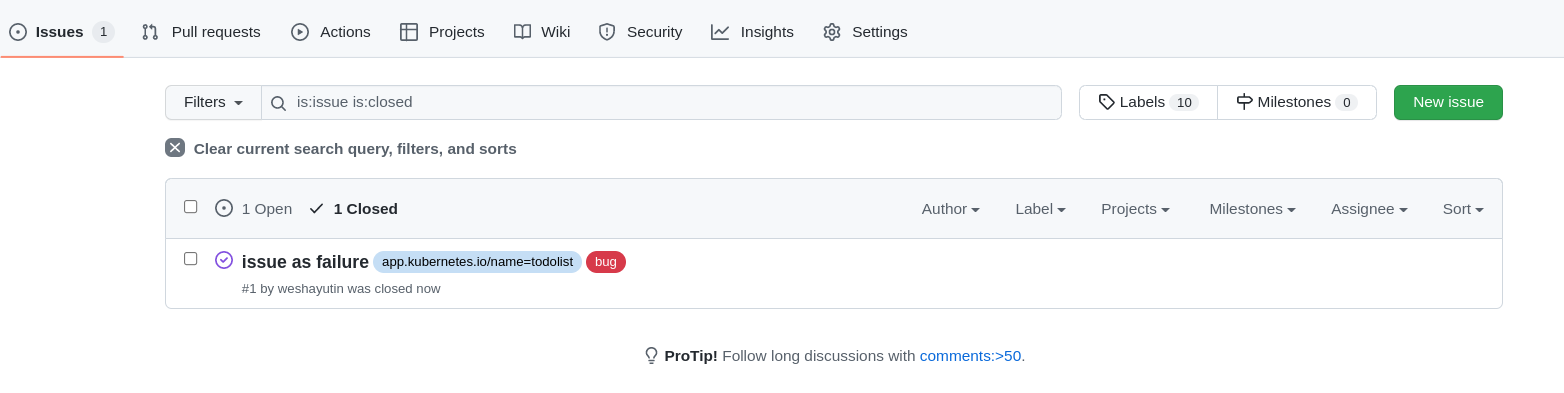 Issues 1 Pull requests Actions Projects Wiki Security Insights Settings
Filters is:issue is:closed Labels 10 Milestones 0 New issue
Clear current search query, filters, and sorts
1 Open 1 Closed Author Label Projects Milestones Assignee Sort
issue as failure app.kubernetes.io/name=todolist bug
#1 by weshayutin was closed now
ProTip! Follow long discussions with comments:>50.